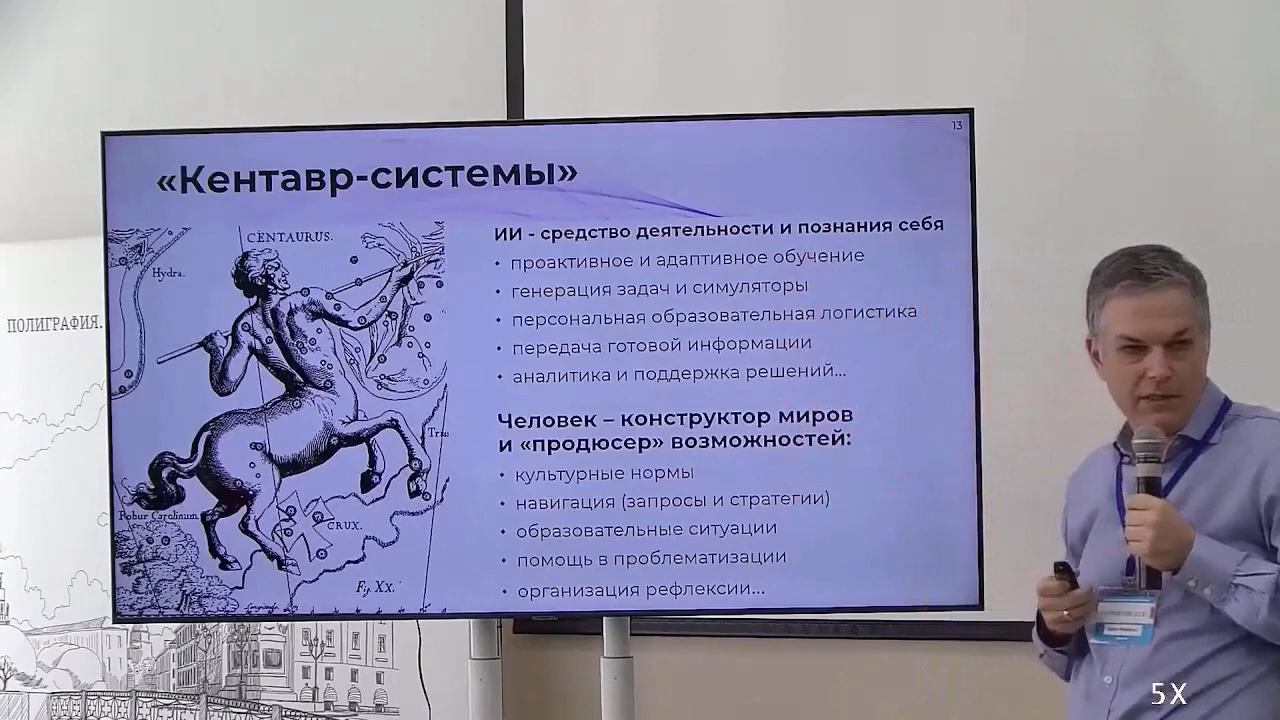 13
«Кентавр-системы»
CENTAURUS.
Hydra.
Robur Carolinum
CRUX.
Fig. Xx.
ИИ - средство деятельности и познания себя
• проактивное и адаптивное обучение
• генерация задач и симуляторы
• персональная образовательная логистика
• передача готовой информации
• аналитика и поддержка решений...
Человек – конструктор миров
и «продюсер» возможностей:
• культурные нормы
• навигация (запросы и стратегии)
• образовательные ситуации
• помощь в проблематизации
• организация рефлексии...
ПОЛИГРАФИЯ.
5X